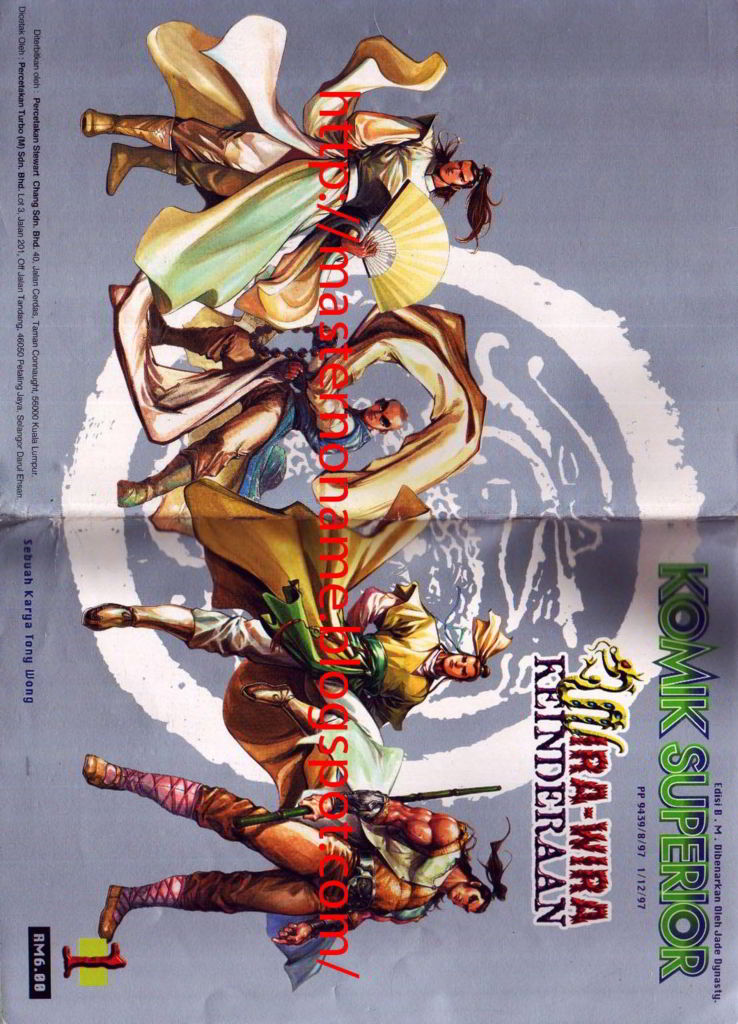 Edisi B . M . Dibenarkan Oleh Jade Dynasty.
KOMIK SUPERIOR
PP 9439/8/97 1/12/97
WIRA-WIRA
KEINDERAAN
http://masternoname.blogspot.com/
Sebuah Karya Tony Wong
1
RM6.00
Diterbitkan oleh : Percetakan Stewart Chang Sdn. Bhd. 40, Jalan Cerdas, Taman Connaught, 56000 Kuala Lumpur.
Dicetak Oleh : Percetakan Turbo (M) Sdn. Bhd. Lot 3, Jalan 201, Off Jalan Tandang, 46050 Petaling Jaya, Selangor Darul Ehsan.